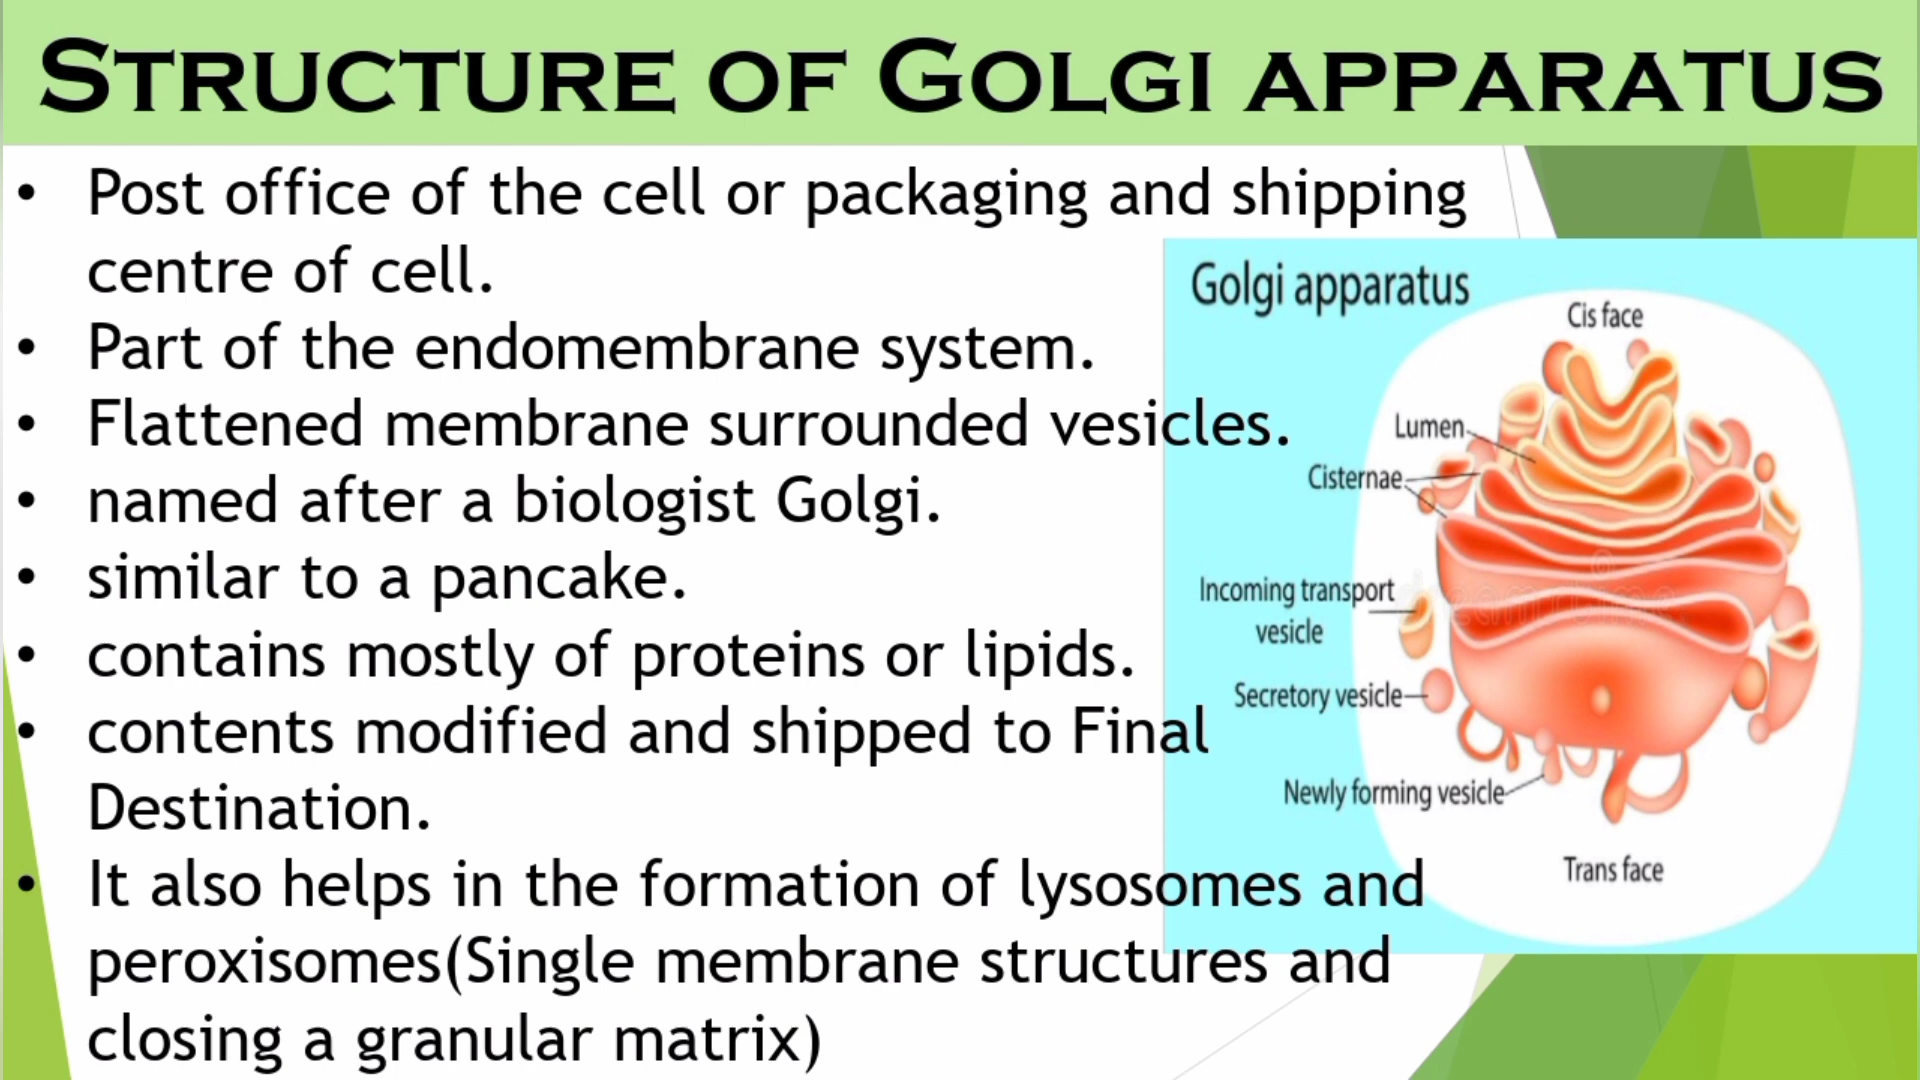 STRUCTURE OF GOLGI APPARATUS
• Post office of the cell or packaging and shipping
centre of cell.
• Part of the endomembrane system.
• Flattened membrane surrounded vesicles.
• named after a biologist Golgi.
• similar to a pancake.
• contains mostly of proteins or lipids.
• contents modified and shipped to Final
Destination.
• It also helps in the formation of lysosomes and
peroxisomes(Single membrane structures and
closing a granular matrix)
Golgi apparatus
Cis face
Lumen
Cisternae
Incoming transport
vesicle
Secretory vesicle
Newly forming vesicle
Trans face